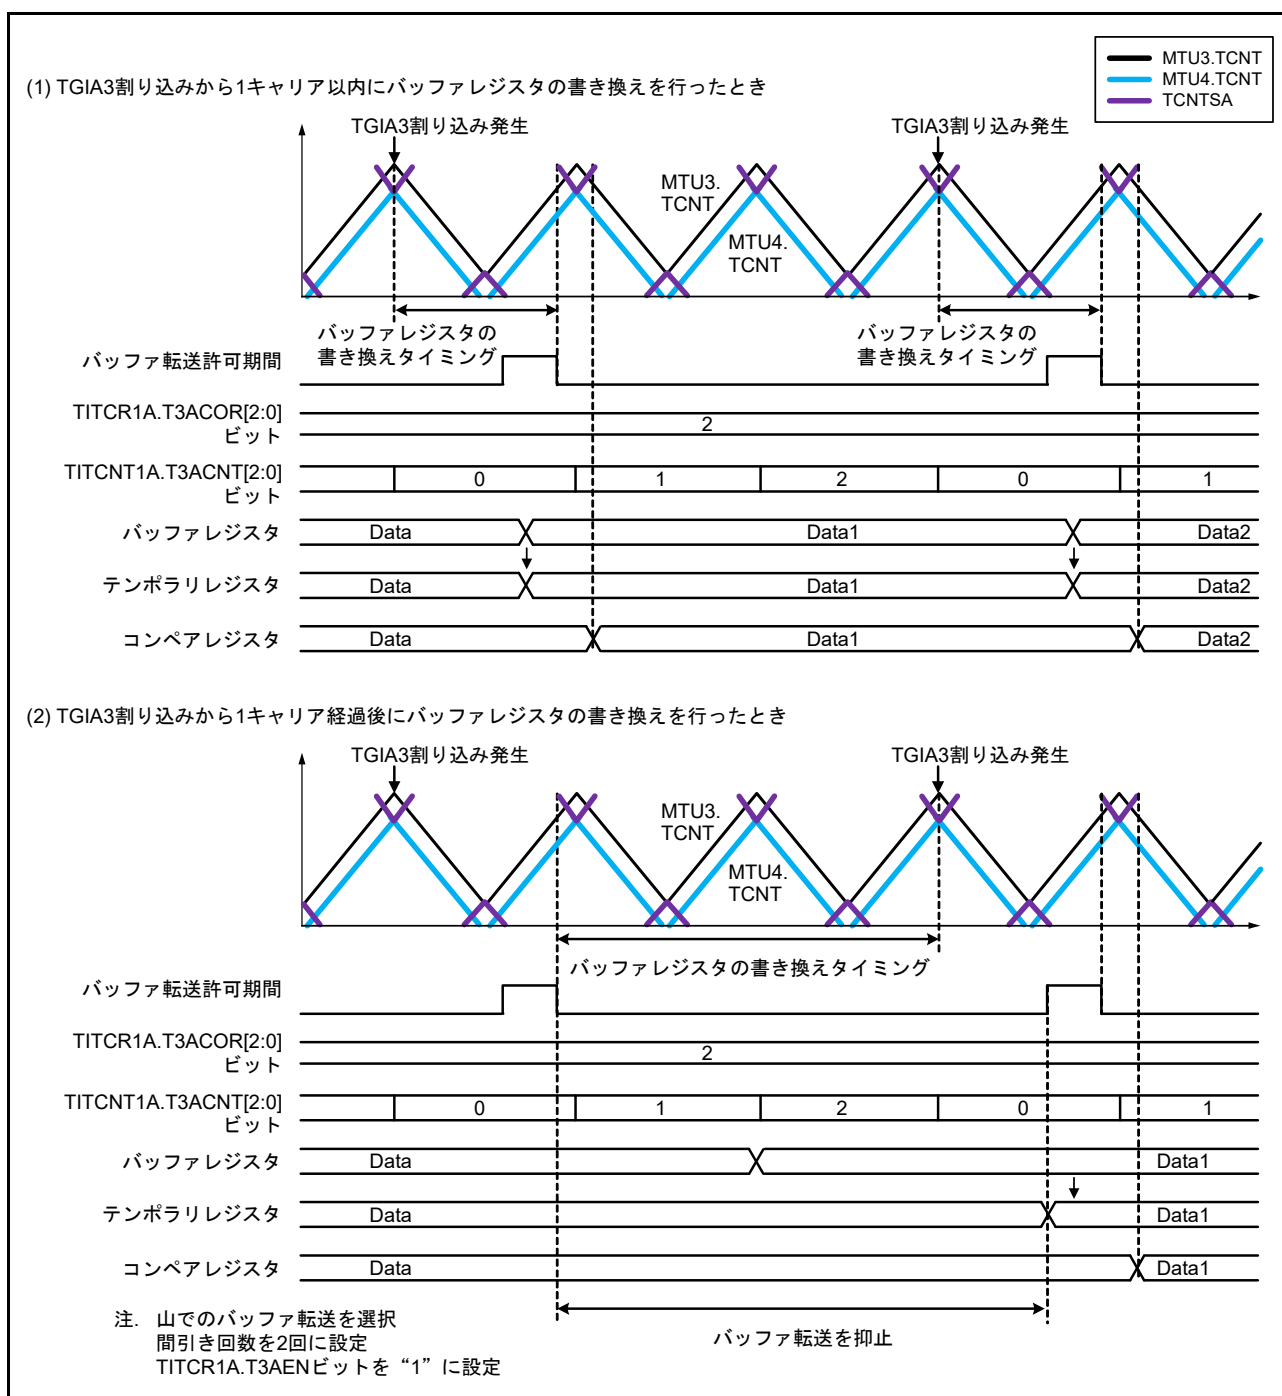 MTU3.TCNT
MTU4.TCNT
TCNTSA
(1) TGIA3割り込みから1キャリア以内にバッファレジスタの書き換えを行ったとき
TGIA3割り込み発生
TGIA3割り込み発生
MTU3.
TCNT
MTU4.
TCNT
バッファレジスタの
書き換えタイミング
バッファレジスタの
書き換えタイミング
バッファ転送許可期間
TITCR1A.T3ACOR[2:0]
ビット
2
TITCNT1A.T3ACNT[2:0]
ビット
0 1 2 0 1
バッファレジスタ Data Data1 Data2
テンポラリレジスタ Data Data1 Data2
コンペアレジスタ Data Data1 Data2
(2) TGIA3割り込みから1キャリア経過後にバッファレジスタの書き換えを行ったとき
TGIA3割り込み発生
TGIA3割り込み発生
MTU3.
TCNT
MTU4.
TCNT
バッファレジスタの書き換えタイミング
バッファ転送許可期間
TITCR1A.T3ACOR[2:0]
ビット
2
TITCNT1A.T3ACNT[2:0]
ビット
0 1 2 0 1
バッファレジスタ Data Data1
テンポラリレジスタ Data Data1
コンペアレジスタ Data Data1
バッファ転送を抑止
注. 山でのバッファ転送を選択
間引き回数を2回に設定
TITCR1A.T3AENビットを“1”に設定